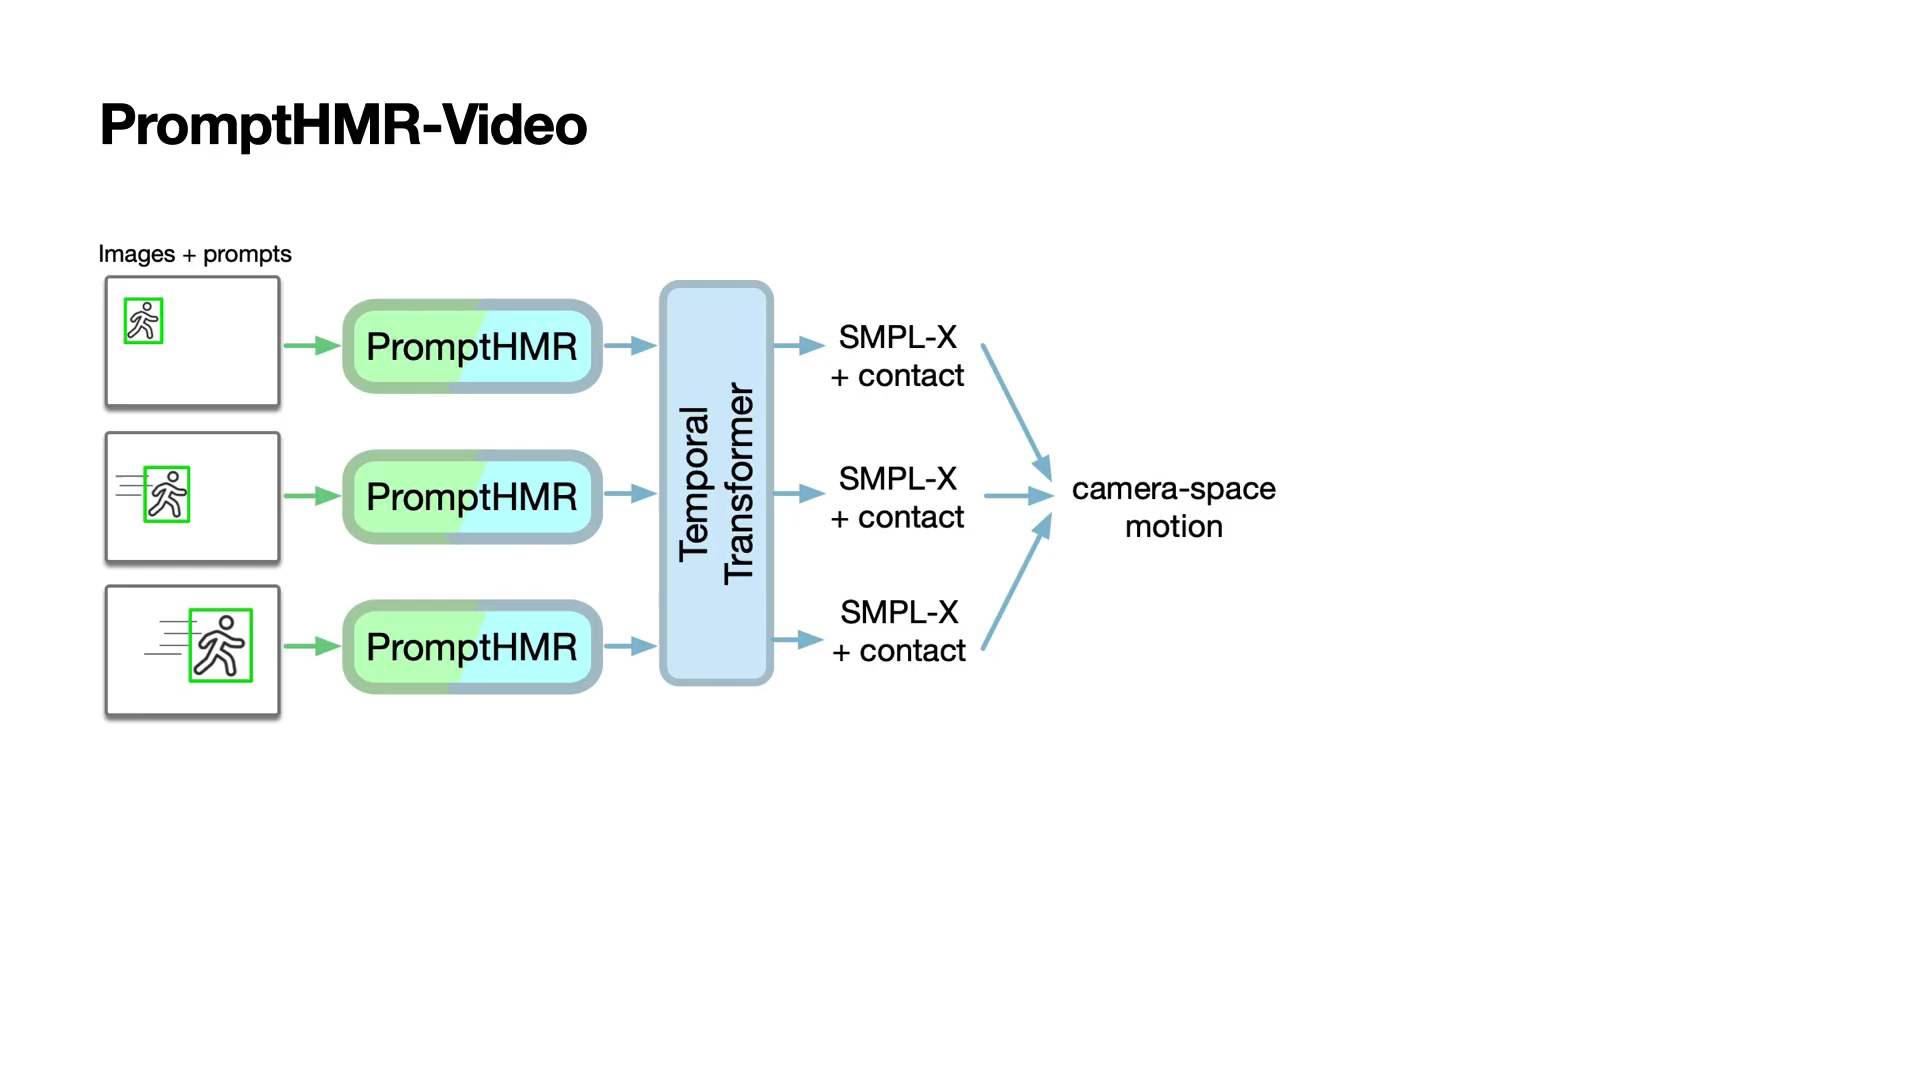 PromptHMR-Video
Images + prompts
PromptHMR
PromptHMR
PromptHMR
Temporal
Transformer
SMPL-X
+ contact
SMPL-X
+ contact
SMPL-X
+ contact
camera-space
motion